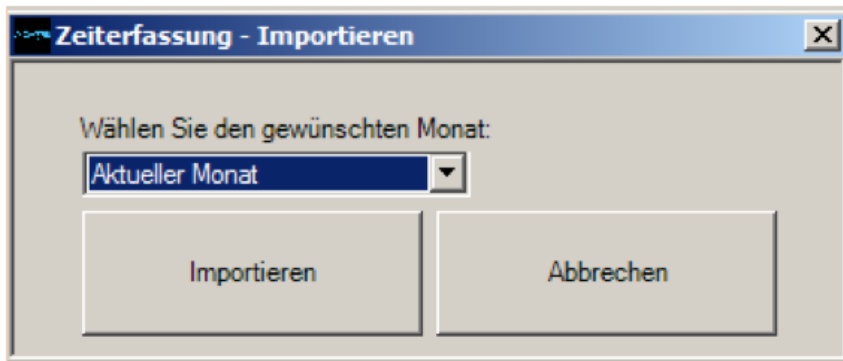 Zeiterfassung - Importieren
Wählen Sie den gewünschten Monat:
Aktueller Monat
Importieren Abbrechen